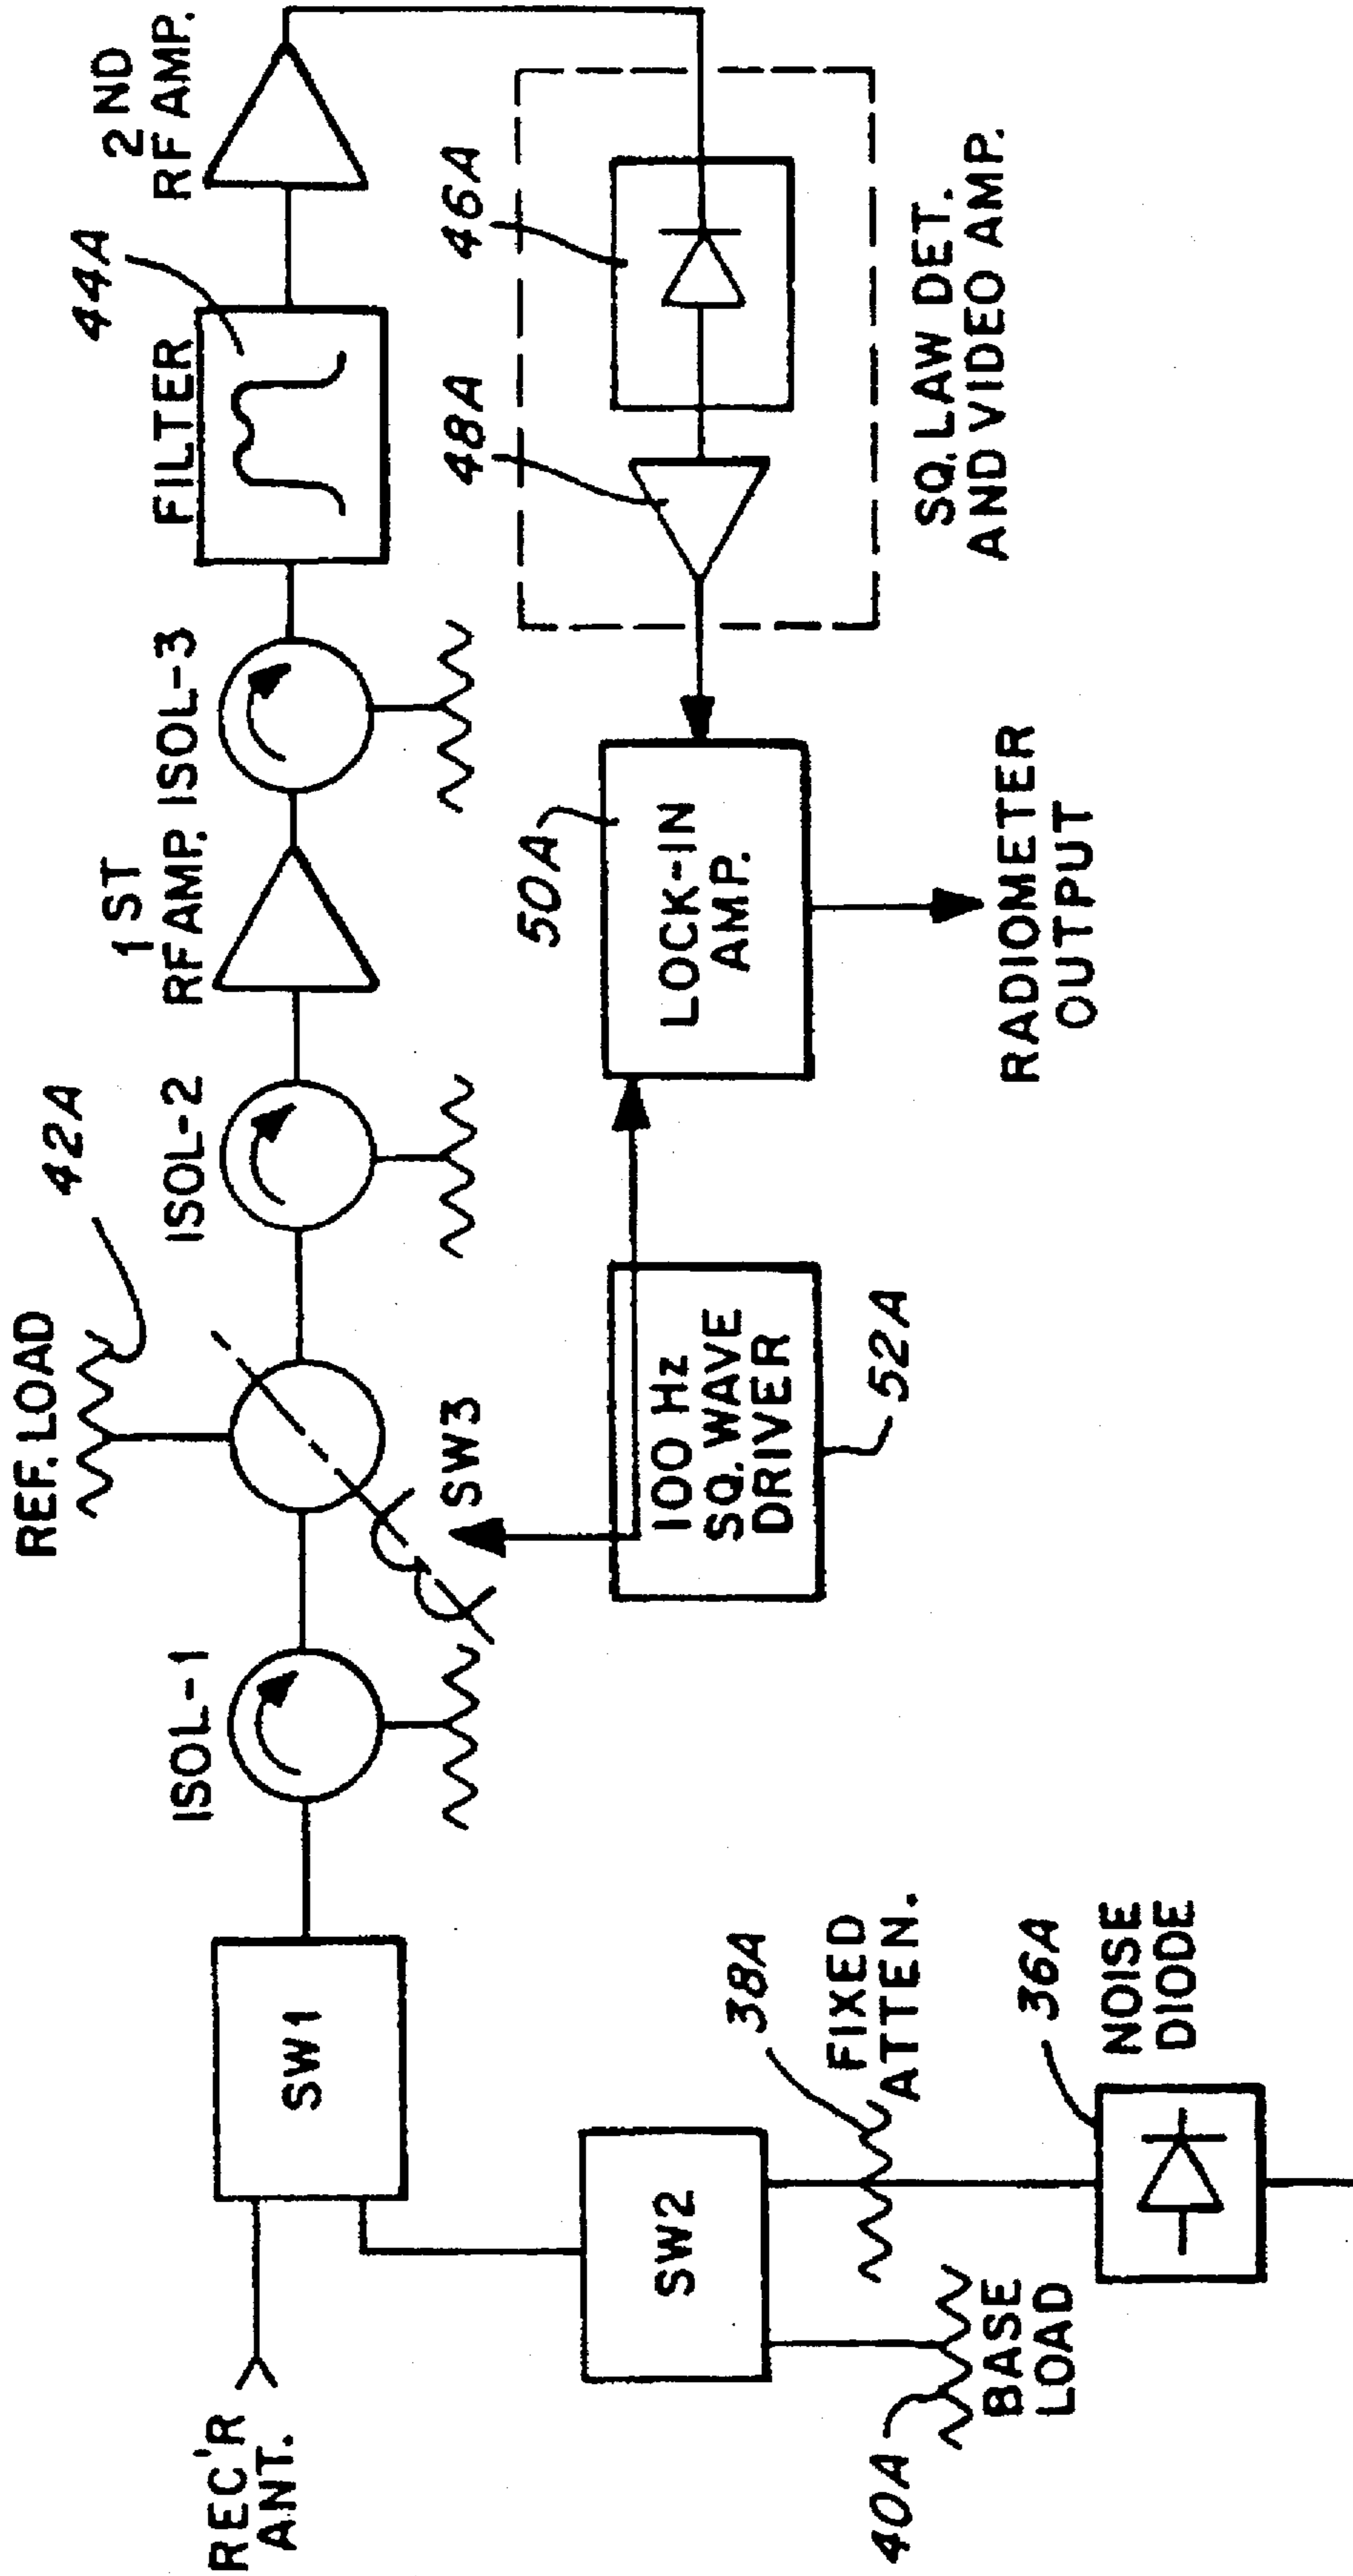 REC'R
ANT.
SW1
ISOL-1
REF. LOAD
42A
SW3
ISOL-2
1ST
RF AMP.
ISOL-3
FILTER
44A
2ND
RF AMP.
46A
48A
SQ. LAW DET.
AND VIDEO AMP.
50A
LOCK-IN
AMP.
RADIOMETER
OUTPUT
100 Hz
SQ. WAVE
DRIVER
52A
SW2
38A
FIXED
ATTEN.
36A
NOISE
DIODE
40A
BASE
LOAD